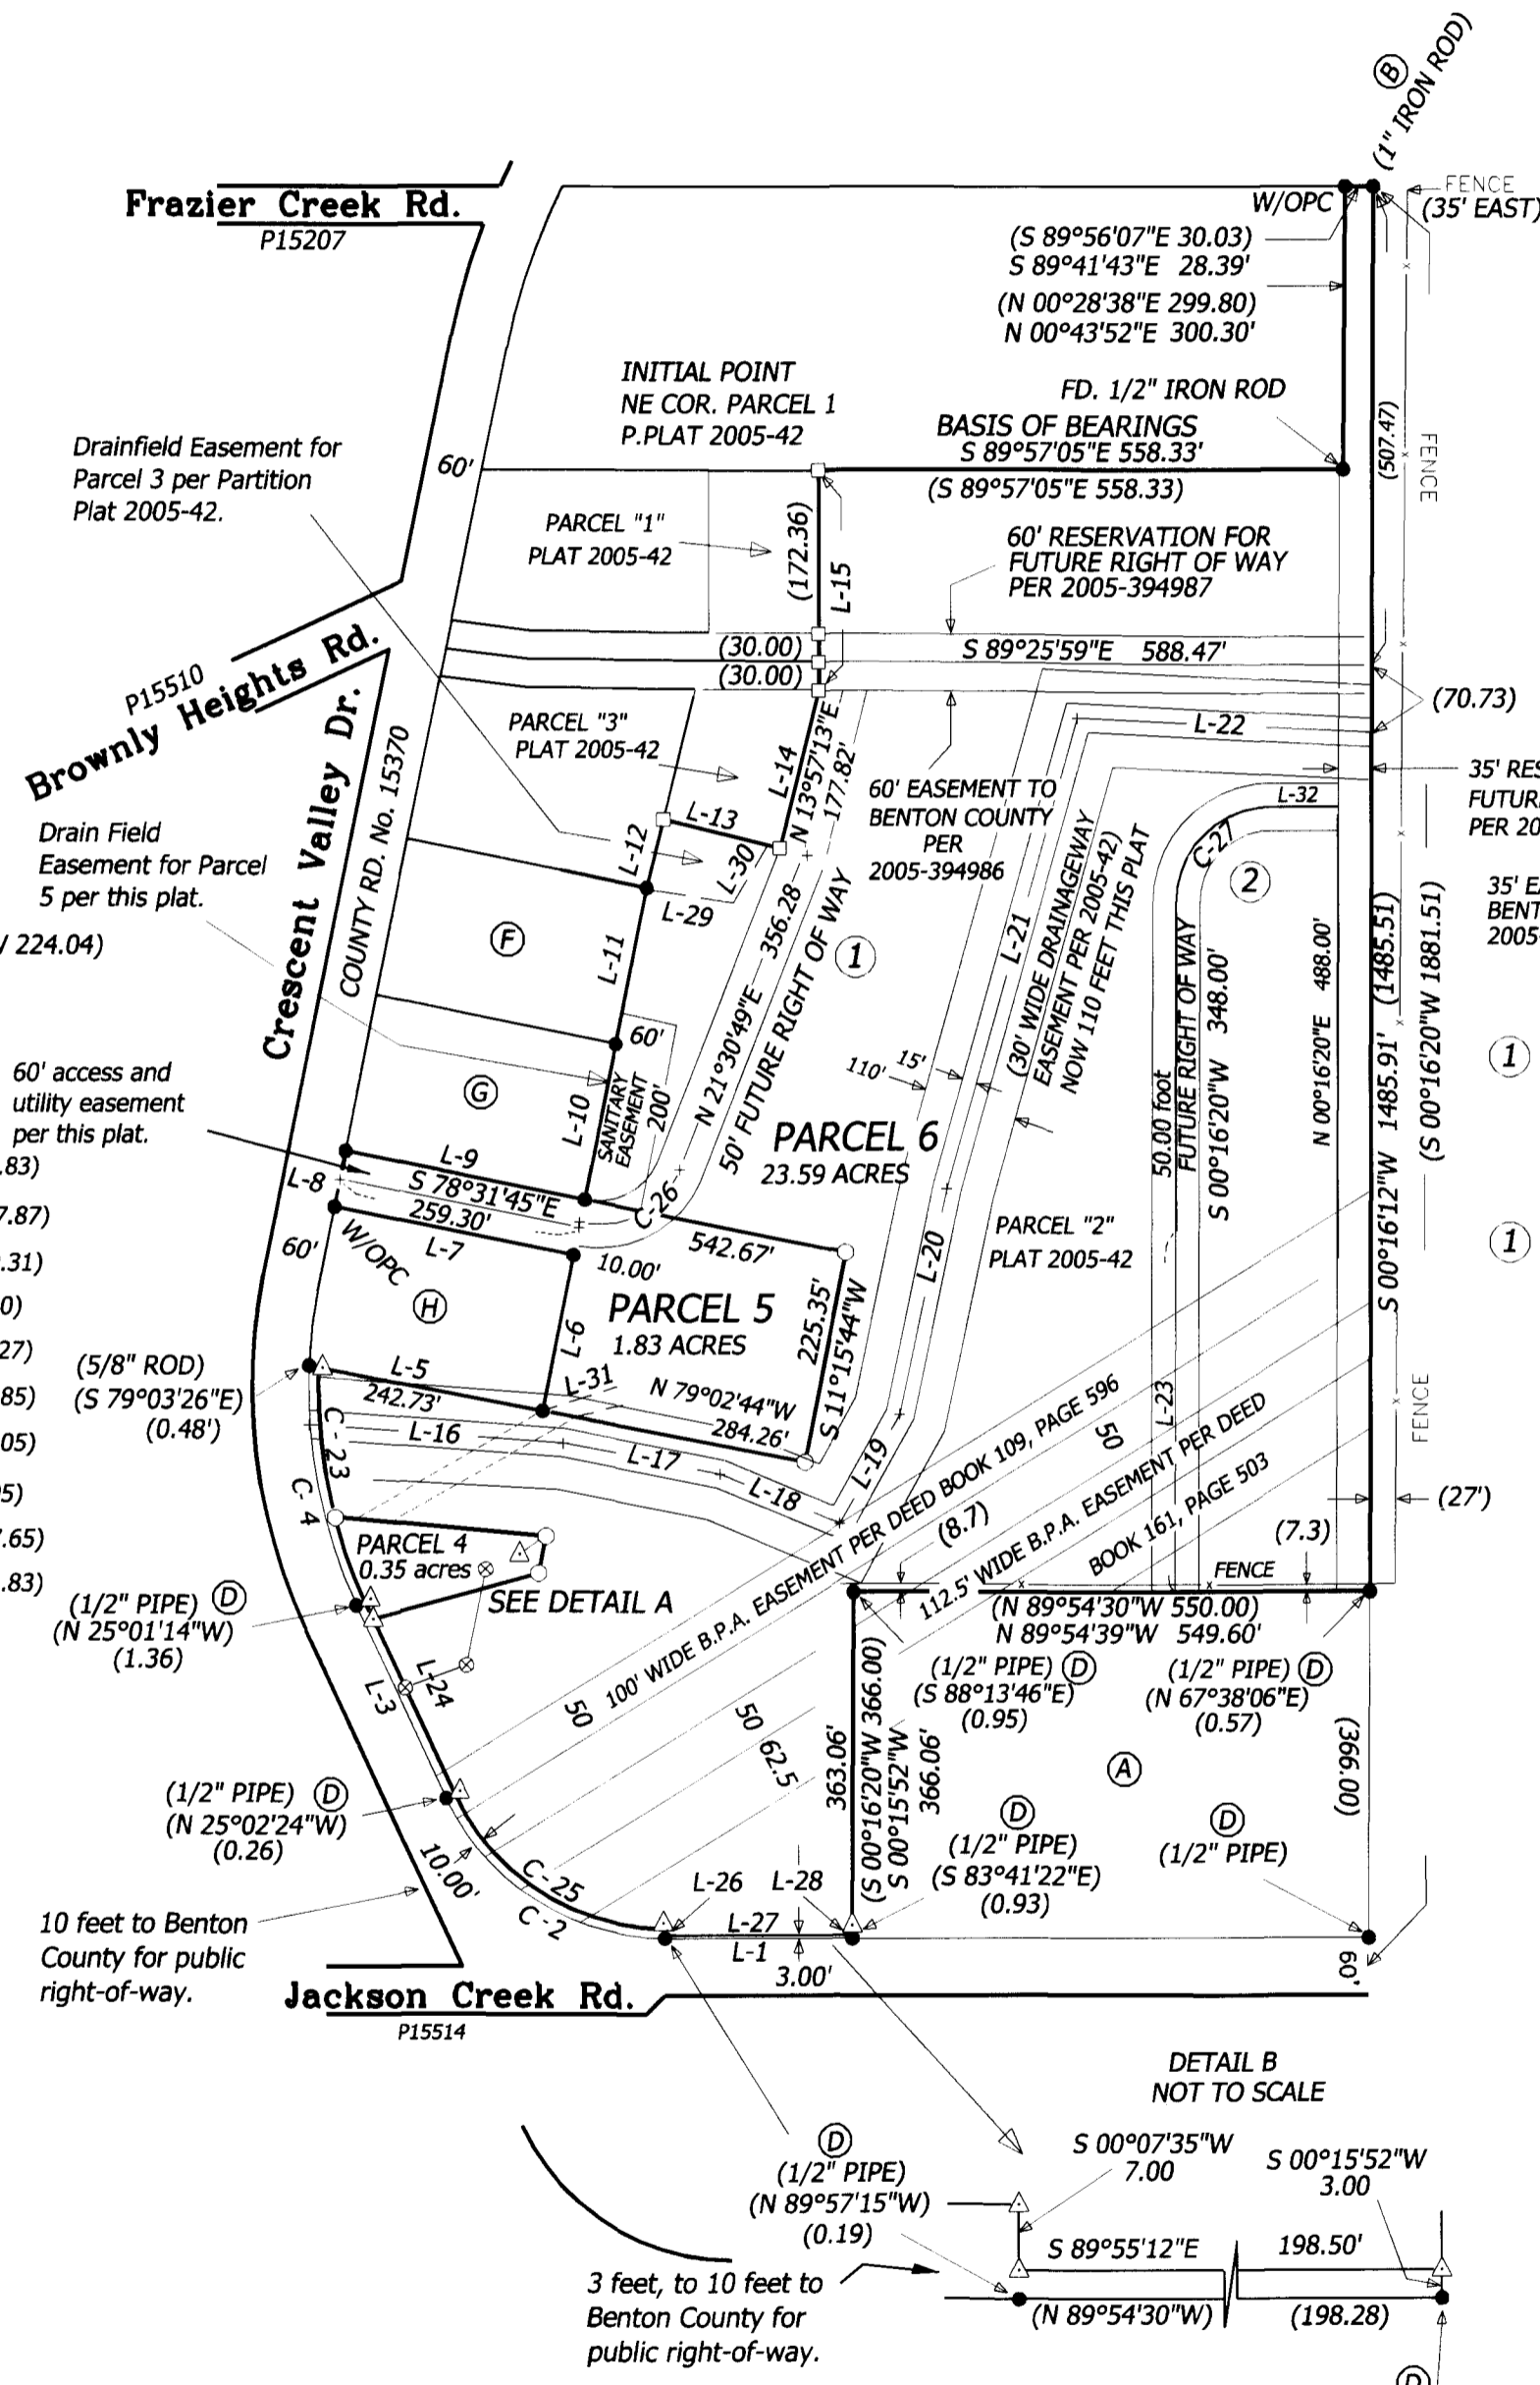 (1" IRON ROD)
B
Frazier Creek Rd.
P15207
W/OPC
FENCE
(35' EAST)
(S 89°56'07"E 30.03)
S 89°41'43"E 28.39'
(N 00°28'38"E 299.80)
N 00°43'52"E 300.30'
INITIAL POINT
NE COR. PARCEL 1
P.PLAT 2005-42
FD. 1/2" IRON ROD
BASIS OF BEARINGS
S 89°57'05"E 558.33'
(S 89°57'05"E 558.33)
(507.47)
FENCE
Drainfield Easement for
Parcel 3 per Partition
Plat 2005-42.
60'
PARCEL "1"
PLAT 2005-42
(172.36)
L-15
60' RESERVATION FOR
FUTURE RIGHT OF WAY
PER 2005-394987
(30.00)
(30.00)
S 89°25'59"E 588.47'
P15510
Brownly Heights Rd.
(70.73)
PARCEL "3"
PLAT 2005-42
L-14
N 13°57'13"E
177.82'
L-22
60' EASEMENT TO
BENTON COUNTY
PER
2005-394986
35' RES
FUTUR
PER 20
L-32
C-27
2
Crescent Valley Dr.
COUNTY RD. No. 15370
L-13
L-12
L-30
L-29
Drain Field
Easement for Parcel
5 per this plat.
224.04)
F
L-11
N 21°30'49"E 356.28
50' FUTURE RIGHT OF WAY
1
L-21
(30' WIDE DRAINAGEWAY
EASEMENT PER 2005-42)
NOW 110 FEET THIS PLAT
35' EA
BENT
2005-
FUTURE RIGHT OF WAY
50.00 foot
S 00°16'20"W 348.00'
N 00°16'20"E 488.00'
S 00°16'12"W 1485.91' (1485.51)
(S 00°16'20"W 1881.51)
1
60'
110'
15'
60' access and
utility easement
per this plat.
G
L-10
SANITARY
EASEMENT
200'
PARCEL 6
23.59 ACRES
.83)
L-9
L-8
S 78°31'45"E
259.30'
L-7
C-26
7.87)
60'
W/OPC
542.67'
10.00'
L-20
PARCEL "2"
PLAT 2005-42
1
.31)
0)
H
PARCEL 5
1.83 ACRES
225.35'
S 11°15'44"W
27)
(5/8" ROD)
(S 79°03'26"E)
(0.48')
85)
L-5
242.73'
L-6
L-31
N 79°02'44"W
284.26'
L-23
FENCE
05)
C-23
L-16
L-17
L-18
L-19
5)
C-4
100' WIDE B.P.A. EASEMENT PER DEED BOOK 109, PAGE 596
50
112.5' WIDE B.P.A. EASEMENT PER DEED
BOOK 161, PAGE 503
(27')
.65)
PARCEL 4
0.35 acres
(8.7)
(7.3)
FENCE
.83)
(1/2" PIPE) D
(N 25°01'14"W)
(1.36)
SEE DETAIL A
(N 89°54'30"W 550.00)
N 89°54'39"W 549.60'
L-3
L-24
50
50
62.5
(1/2" PIPE) D
(S 88°13'46"E)
(0.95)
(1/2" PIPE) D
(N 67°38'06"E)
(0.57)
363.06'
(S 00°16'20"W 366.00)
S 00°15'52"W
366.06'
(366.00)
A
(1/2" PIPE) D
(N 25°02'24"W)
(0.26)
D
(1/2" PIPE)
(S 83°41'22"E)
(0.93)
D
(1/2" PIPE)
10.00'
C-25
C-2
L-26
L-28
L-27
L-1
3.00'
60'
10 feet to Benton
County for public
right-of-way.
Jackson Creek Rd.
P15514
DETAIL B
NOT TO SCALE
D
(1/2" PIPE)
(N 89°57'15"W)
(0.19)
S 00°07'35"W
7.00
S 00°15'52"W
3.00
S 89°55'12"E 198.50'
(N 89°54'30"W) (198.28)
3 feet, to 10 feet to
Benton County for
public right-of-way.
D